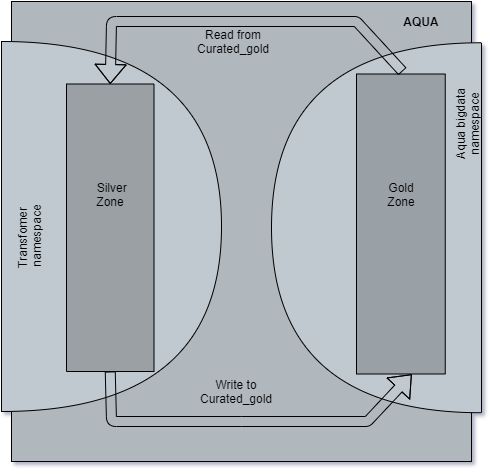 AQUA
Read from
Curated_gold
Aqua bigdata
namespace
Silver
Zone
Gold
Zone
Transfomer
namespace
Write to
Curated_gold